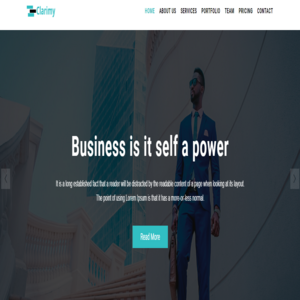 Clarimy
HOME ABOUT US SERVICES PORTFOLIO TEAM PRICING CONTACT
Business is it self a power
It is a long established fact that a reader will be distracted by the readable content of a page when looking at its layout.
The point of using Lorem Ipsum is that it has a more-or-less normal.
Read More